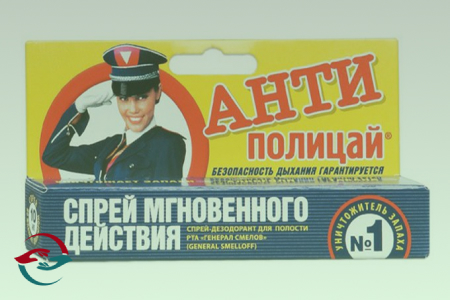 АНТИ
ПОЛИЦАЙ®
БЕЗОПАСНОСТЬ ДЫХАНИЯ ГАРАНТИРУЕТСЯ
СПРЕЙ МГНОВЕННОГО
ДЕЙСТВИЯ
СПРЕЙ-ДЕЗОДОРАНТ ДЛЯ ПОЛОСТИ
РТА «ГЕНЕРАЛ СМЕЛОВ»
(GENERAL SMELLOFF)
УНИЧТОЖИТЕЛЬ ЗАПАХА
№1